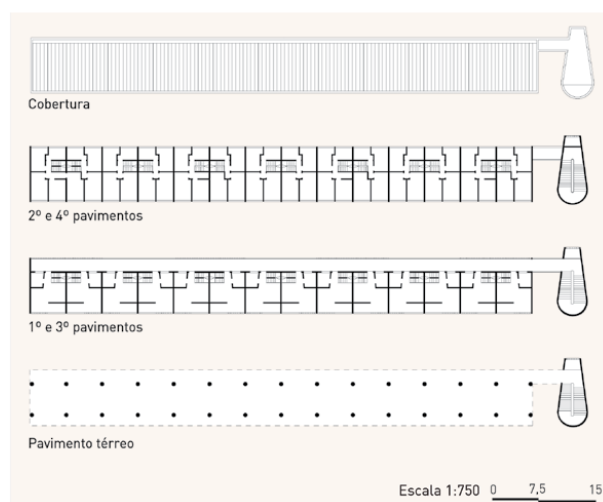 Cobertura
2º e 4º pavimentos
1º e 3º pavimentos
Pavimento térreo
Escala 1:750 0 7,5 15